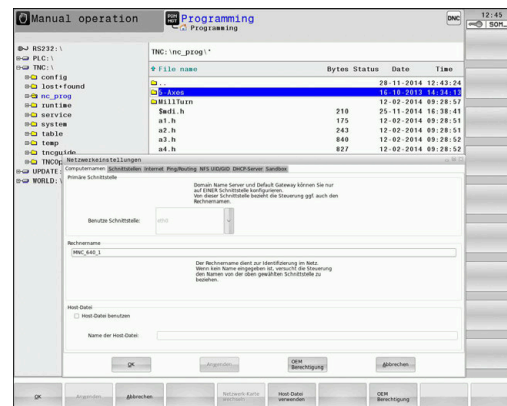 Manual operation
PGM MGT
Programming
Programming
DNC
12:45
SOM_
RS232:\
PLC:\
TNC:\
config
lost+found
nc_prog
runtime
service
system
table
temp
tncguide
UPDATE:
WORLD:\
TNC:\nc_prog\*
File name Bytes Status Date Time
.. 28-11-2014 12:43:24
5-Axes 16-10-2013 14:34:13
MillTurn 12-02-2014 09:28:57
$mdi.h 210 25-11-2014 16:38:41
a1.h 175 12-02-2014 09:28:51
a2.h 243 12-02-2014 09:28:51
a3.h 840 12-02-2014 09:28:52
a4.h 827 12-02-2014 09:28:52
Netzwerkeinstellungen
Computernamen Schnittstellen Internet Ping/Routing NFS UID/GID DHCP-Server Sandbox
Primäre Schnittstelle
Domain Name Server und Default Gateway können Sie nur
auf EINER Schnittstelle konfigurieren.
Von dieser Schnittstelle bezieht die Steuerung ggf. auch den
Rechnernamen.
Benutze Schnittstelle:
Rechnername
MNC_640_1
Der Rechnername dient zur Identifizierung im Netz.
Wenn kein Name eingegeben ist, versucht die Steuerung
den Namen von der oben gewählten Schnittstelle zu
beziehen.
Host-Datei
Host-Datei benutzen
Name der Host-Datei:
OK Anwenden OEM Berechtigung Abbrechen
OK Anwenden Abbrechen Netzwerk-Karte wechseln Host-Datei verwenden OEM Berechtigung